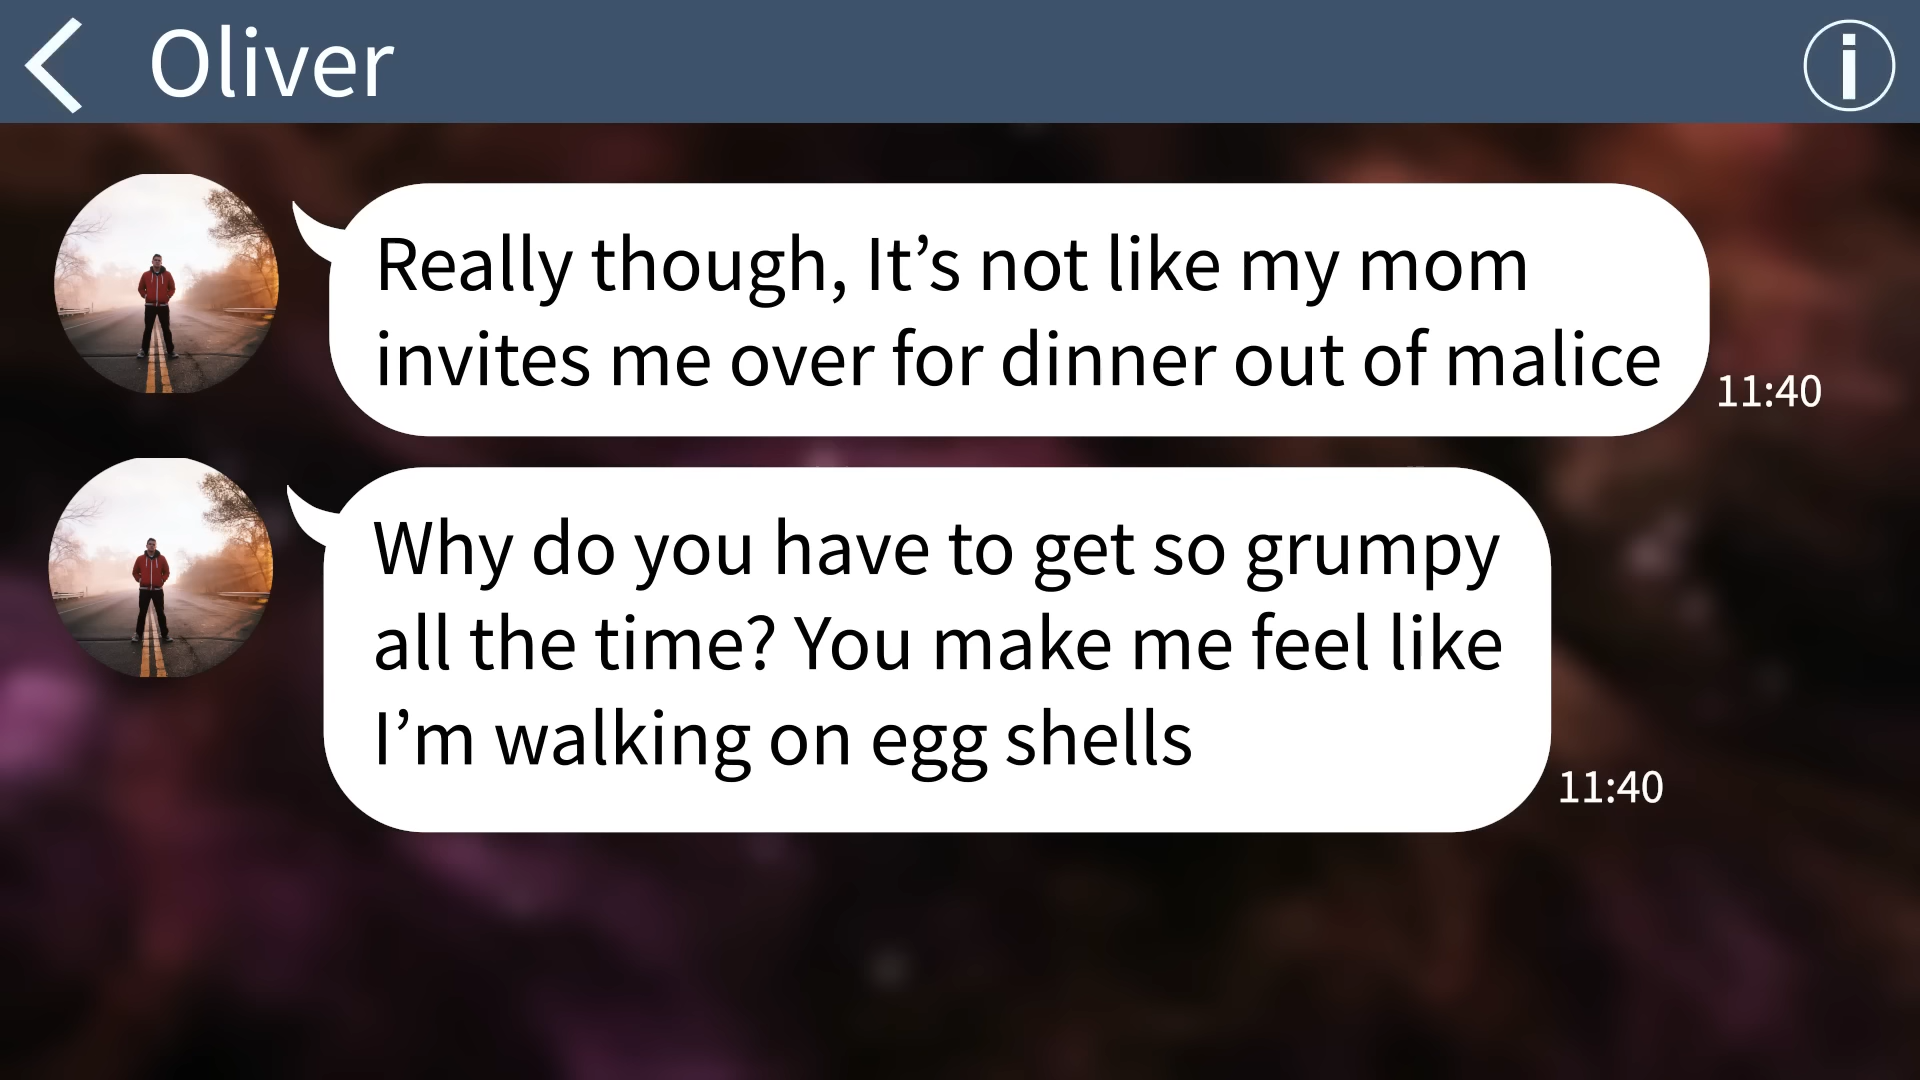 Oliver
Really though, It’s not like my mom
invites me over for dinner out of malice
11:40
Why do you have to get so grumpy
all the time? You make me feel like
I’m walking on egg shells
11:40